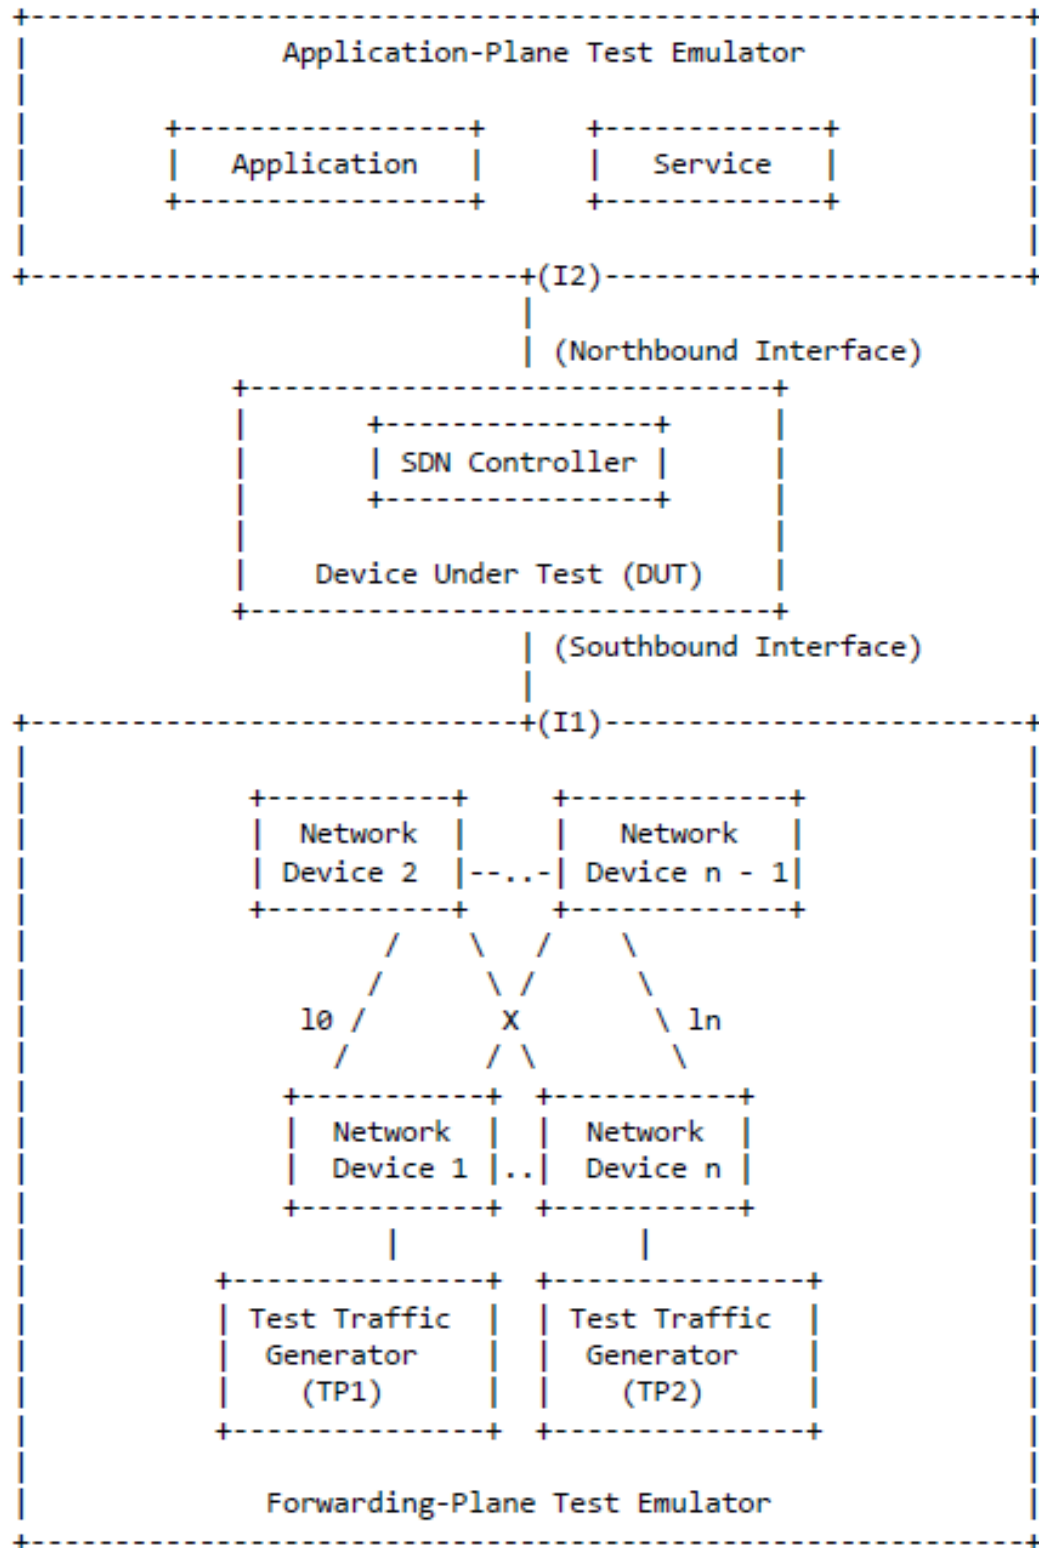 Application-Plane Test Emulator
Application Service
(I2)
(Northbound Interface)
SDN Controller
Device Under Test (DUT)
(Southbound Interface)
(I1)
Network Network
Device 2 --..- Device n - 1
l0 X ln
Network Network
Device 1 .. Device n
Test Traffic Test Traffic
Generator Generator
(TP1) (TP2)
Forwarding-Plane Test Emulator